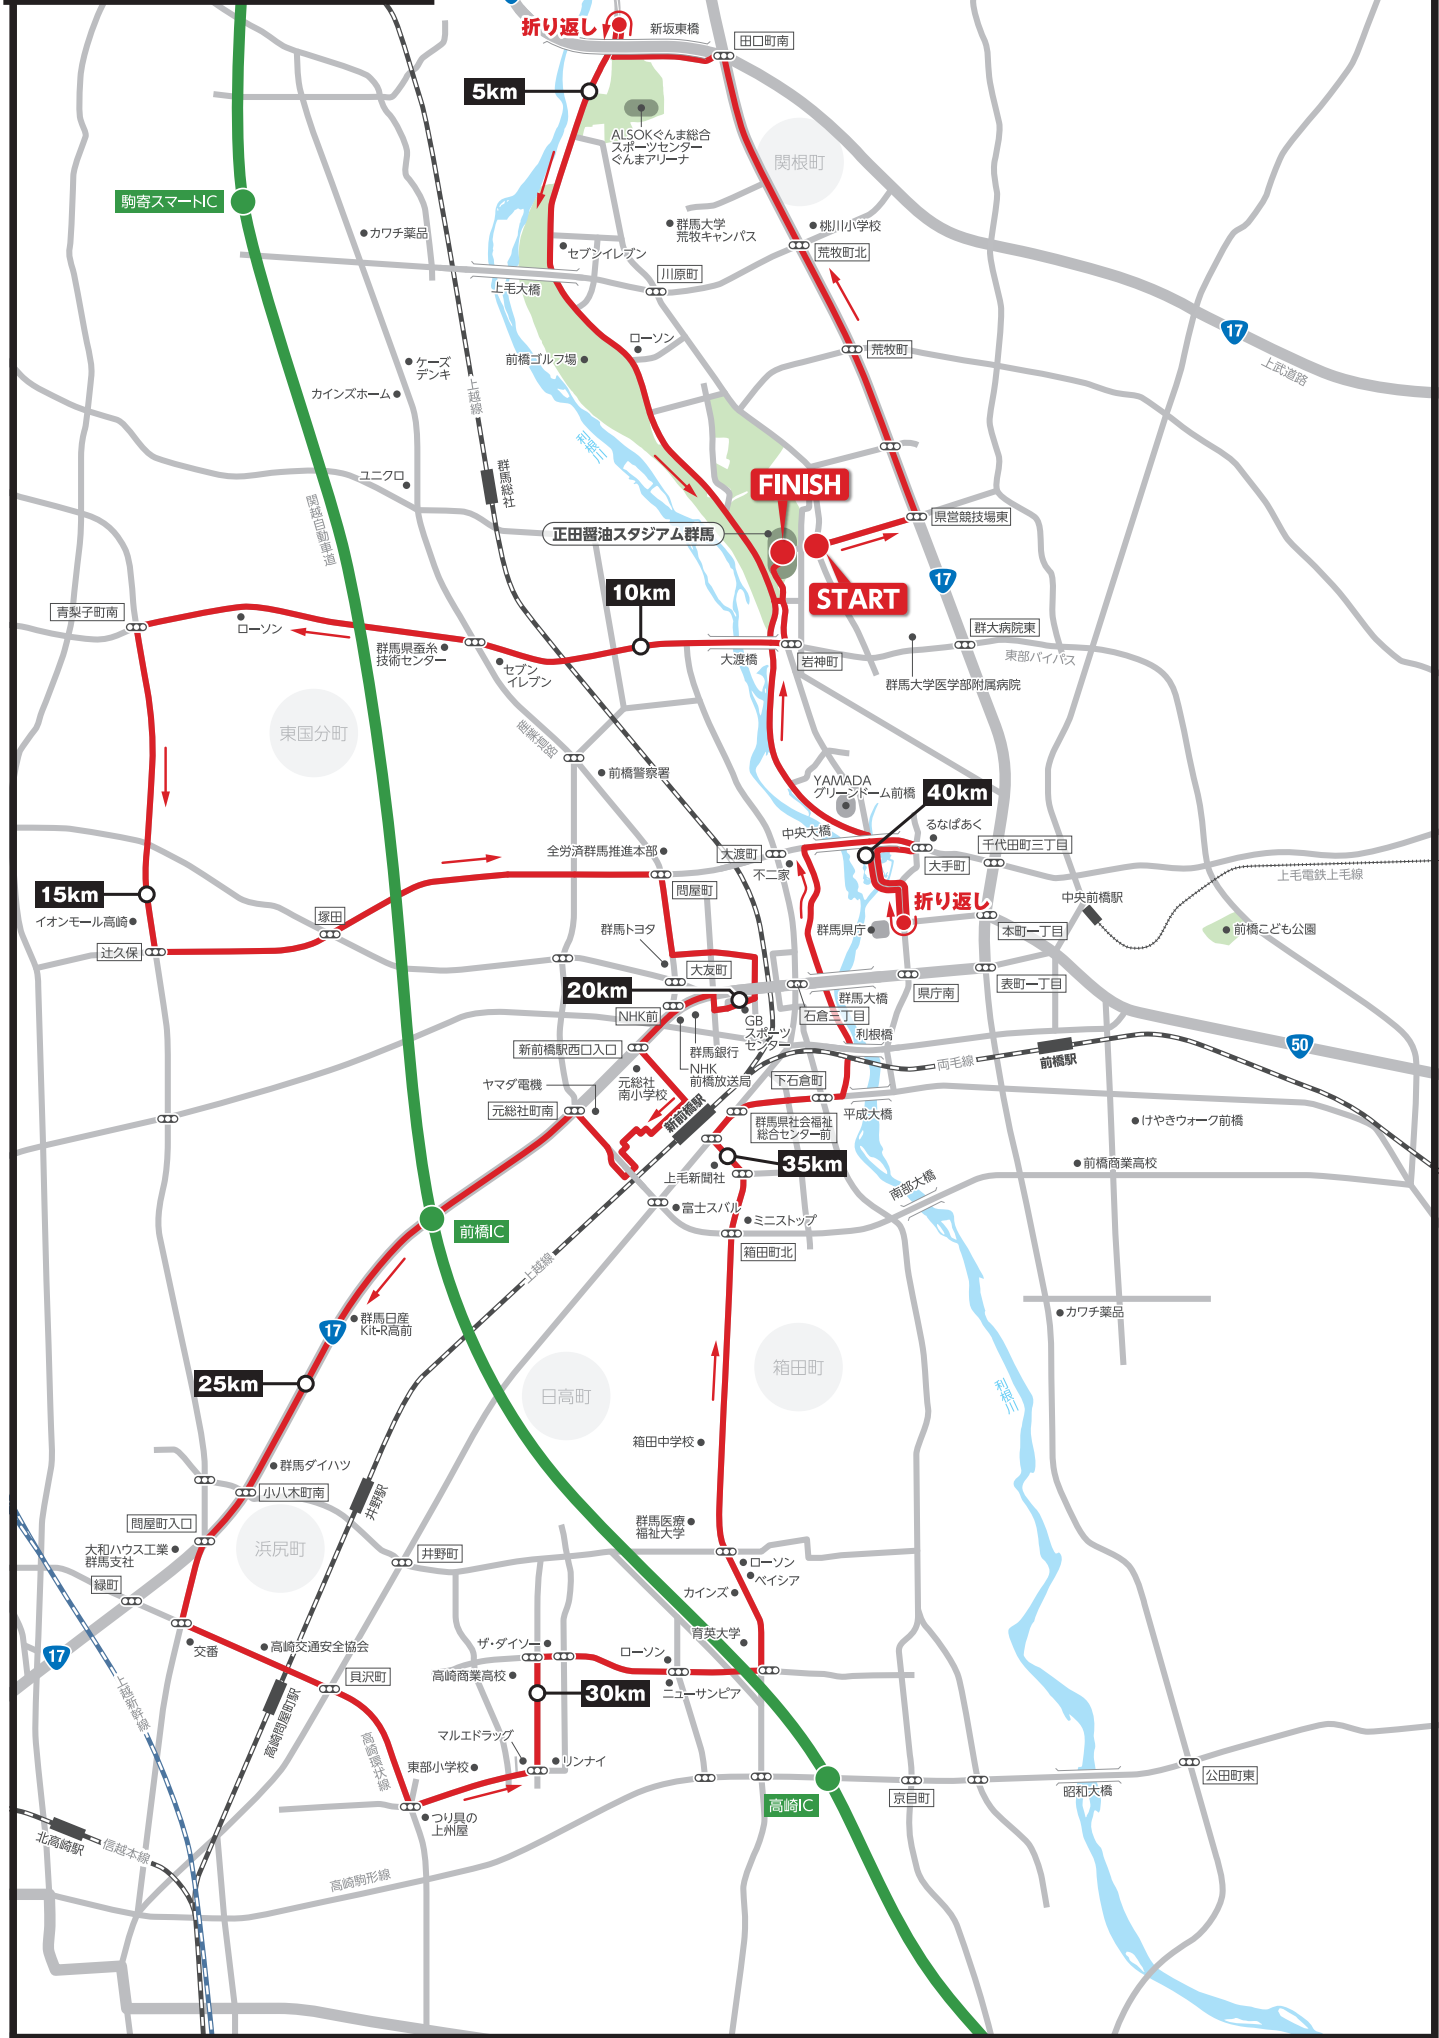 折り返し
新坂東橋
田口町南
5km
ALSOKぐんま総合
スポーツセンター
ぐんまアリーナ
関根町
駒寄スマートIC
カワチ薬品
群馬大学
荒牧キャンパス
桃川小学校
荒牧町北
セブンイレブン
川原町
上毛大橋
17
上武道路
ローソン
荒牧町
前橋ゴルフ場
ケーズ
デンキ
カインズホーム
上越線
利根川
群馬総社
ユニクロ
FINISH
関越自動車道
正田醤油スタジアム群馬
県営競技場東
START
17
10km
青梨子町南
ローソン
群馬県蚕糸
技術センター
セブン
イレブン
大渡橋
岩神町
群大病院東
東部バイパス
群馬大学医学部附属病院
東国分町
産業道路
前橋警察署
YAMADA
グリーンドーム前橋
40km
るなぱあく
中央大橋
千代田町三丁目
全労済群馬推進本部
大渡町
不二家
大手町
上毛電鉄上毛線
15km
問屋町
中央前橋駅
折り返し
イオンモール高崎
塚田
群馬トヨタ
群馬県庁
本町一丁目
前橋こども公園
辻久保
大友町
表町一丁目
20km
県庁南
群馬大橋
NHK前
GB
スポーツ
センター
石倉三丁目
利根橋
50
新前橋駅西口入口
群馬銀行
NHK
前橋放送局
両毛線
前橋駅
元総社
南小学校
ヤマダ電機
下石倉町
元総社町南
新前橋駅
平成大橋
群馬県社会福祉
総合センター前
けやきウォーク前橋
35km
前橋商業高校
上毛新聞社
南部大橋
富士スバル
ミニストップ
前橋IC
箱田町北
上越線
カワチ薬品
群馬日産
Kit-R高前
17
25km
日高町
箱田町
利根川
箱田中学校
群馬ダイハツ
小八木町南
井野駅
群馬医療
福祉大学
問屋町入口
浜尻町
大和ハウス工業
群馬支社
井野町
ローソン
ベイシア
緑町
カインズ
育英大学
交番
高崎交通安全協会
ザ・ダイソー
ローソン
17
高崎商業高校
貝沢町
30km
ニューサンピア
上越新幹線
高崎問屋町駅
高崎環状線
マルエドラッグ
東部小学校
リンナイ
公田町東
昭和大橋
京目町
高崎IC
つり具の
上州屋
北高崎駅
信越本線
高崎駒形線